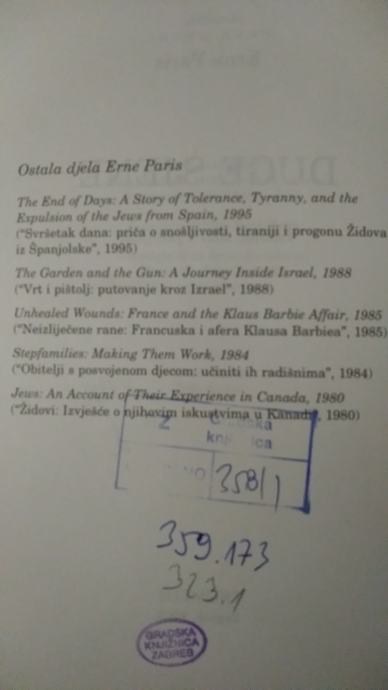 Ostala djela Erne Paris
The End of Days: A Story of Tolerance, Tyranny, and the
Expulsion of the Jews from Spain, 1995
("Svršetak dana: priča o snošljivosti, tiraniji i progonu Židova
iz Španjolske", 1995)
The Garden and the Gun: A Journey Inside Israel, 1988
("Vrt i pištolj: putovanje kroz Izrael", 1988)
Unhealed Wounds: France and the Klaus Barbie Affair, 1985
("Neizliječene rane: Francuska i afera Klausa Barbiea", 1985)
Stepfamilies: Making Them Work, 1984
("Obitelji s posvojenom djecom: učiniti ih radišnima", 1984)
Jews: An Account of Their Experience in Canada, 1980
("Židovi: Izvješće o njihovim iskustvima u Kanadi", 1980)
358/1
359.173
323.1
GRADSKA
KNJIŽNICA
ZAGREB